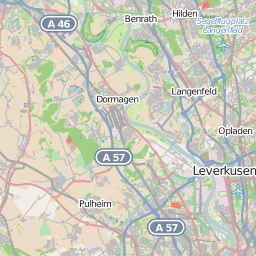 Hilden
Benrath
Segelflugplatz
Langenfeld
A 46
Langenfeld
Dormagen
Opladen
A 57
Leverkusen
Pulheim
A 57